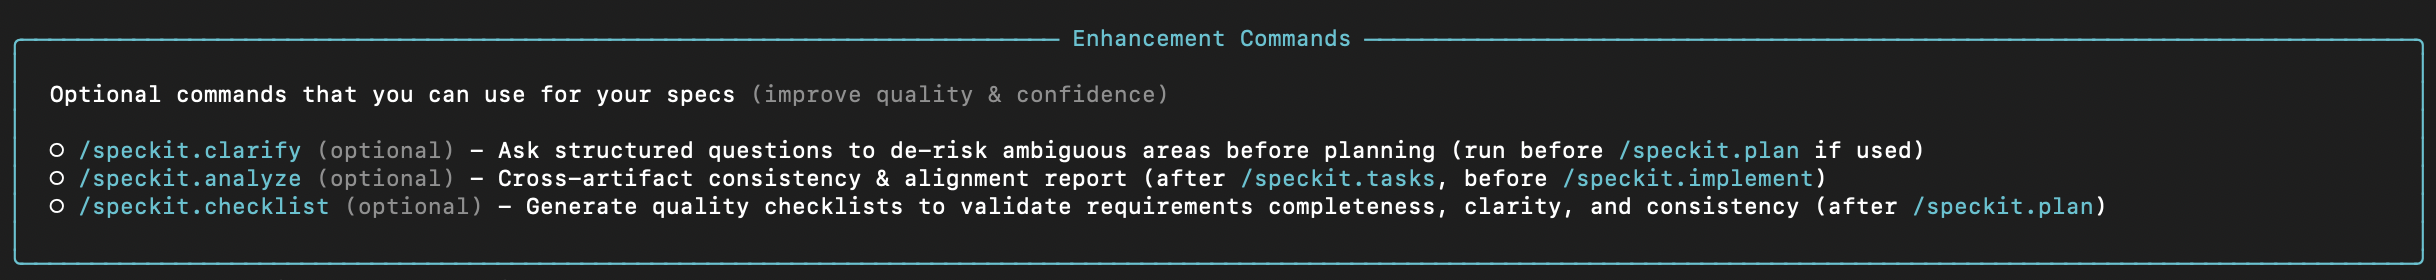 Enhancement Commands
Optional commands that you can use for your specs (improve quality & confidence)
○ /speckit.clarify (optional) – Ask structured questions to de-risk ambiguous areas before planning (run before /speckit.plan if used)
○ /speckit.analyze (optional) – Cross-artifact consistency & alignment report (after /speckit.tasks, before /speckit.implement)
○ /speckit.checklist (optional) – Generate quality checklists to validate requirements completeness, clarity, and consistency (after /speckit.plan)